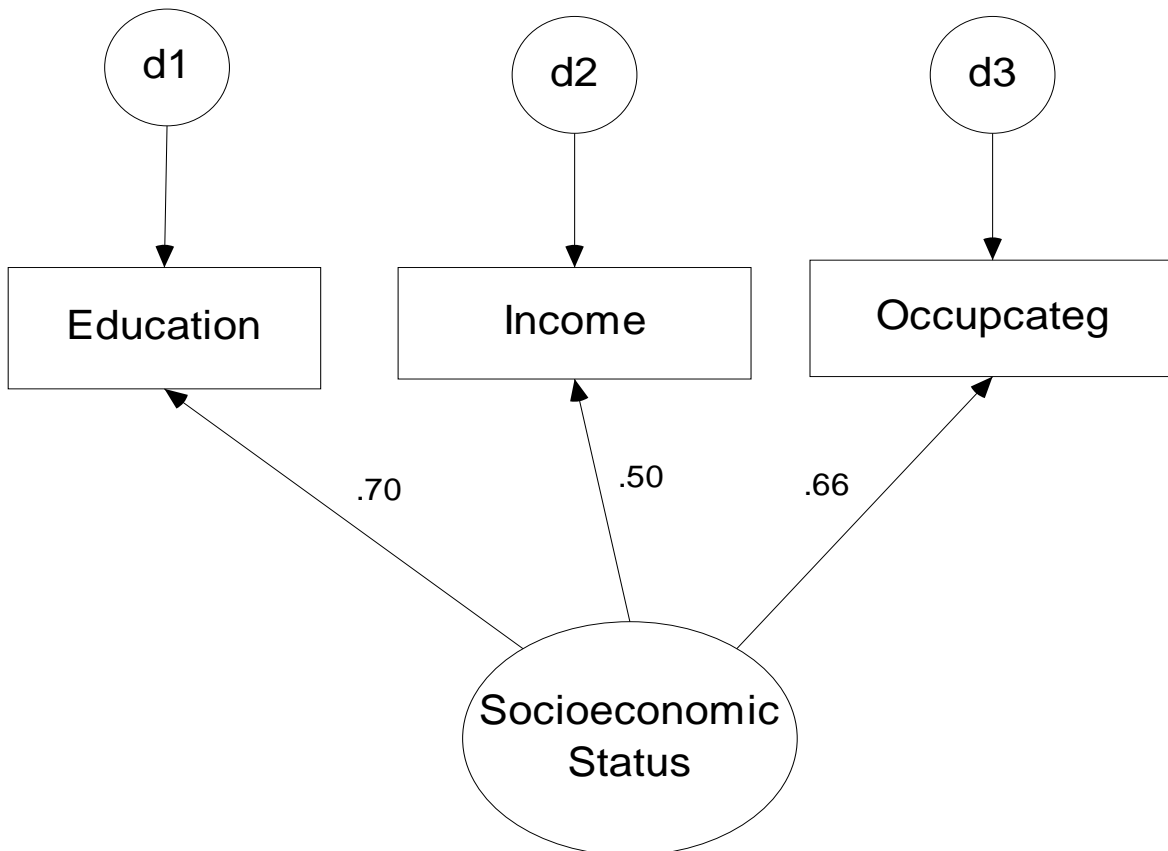 d1
d2
d3
Education
Income
Occupcateg
.70
.50
.66
Socioeconomic
Status